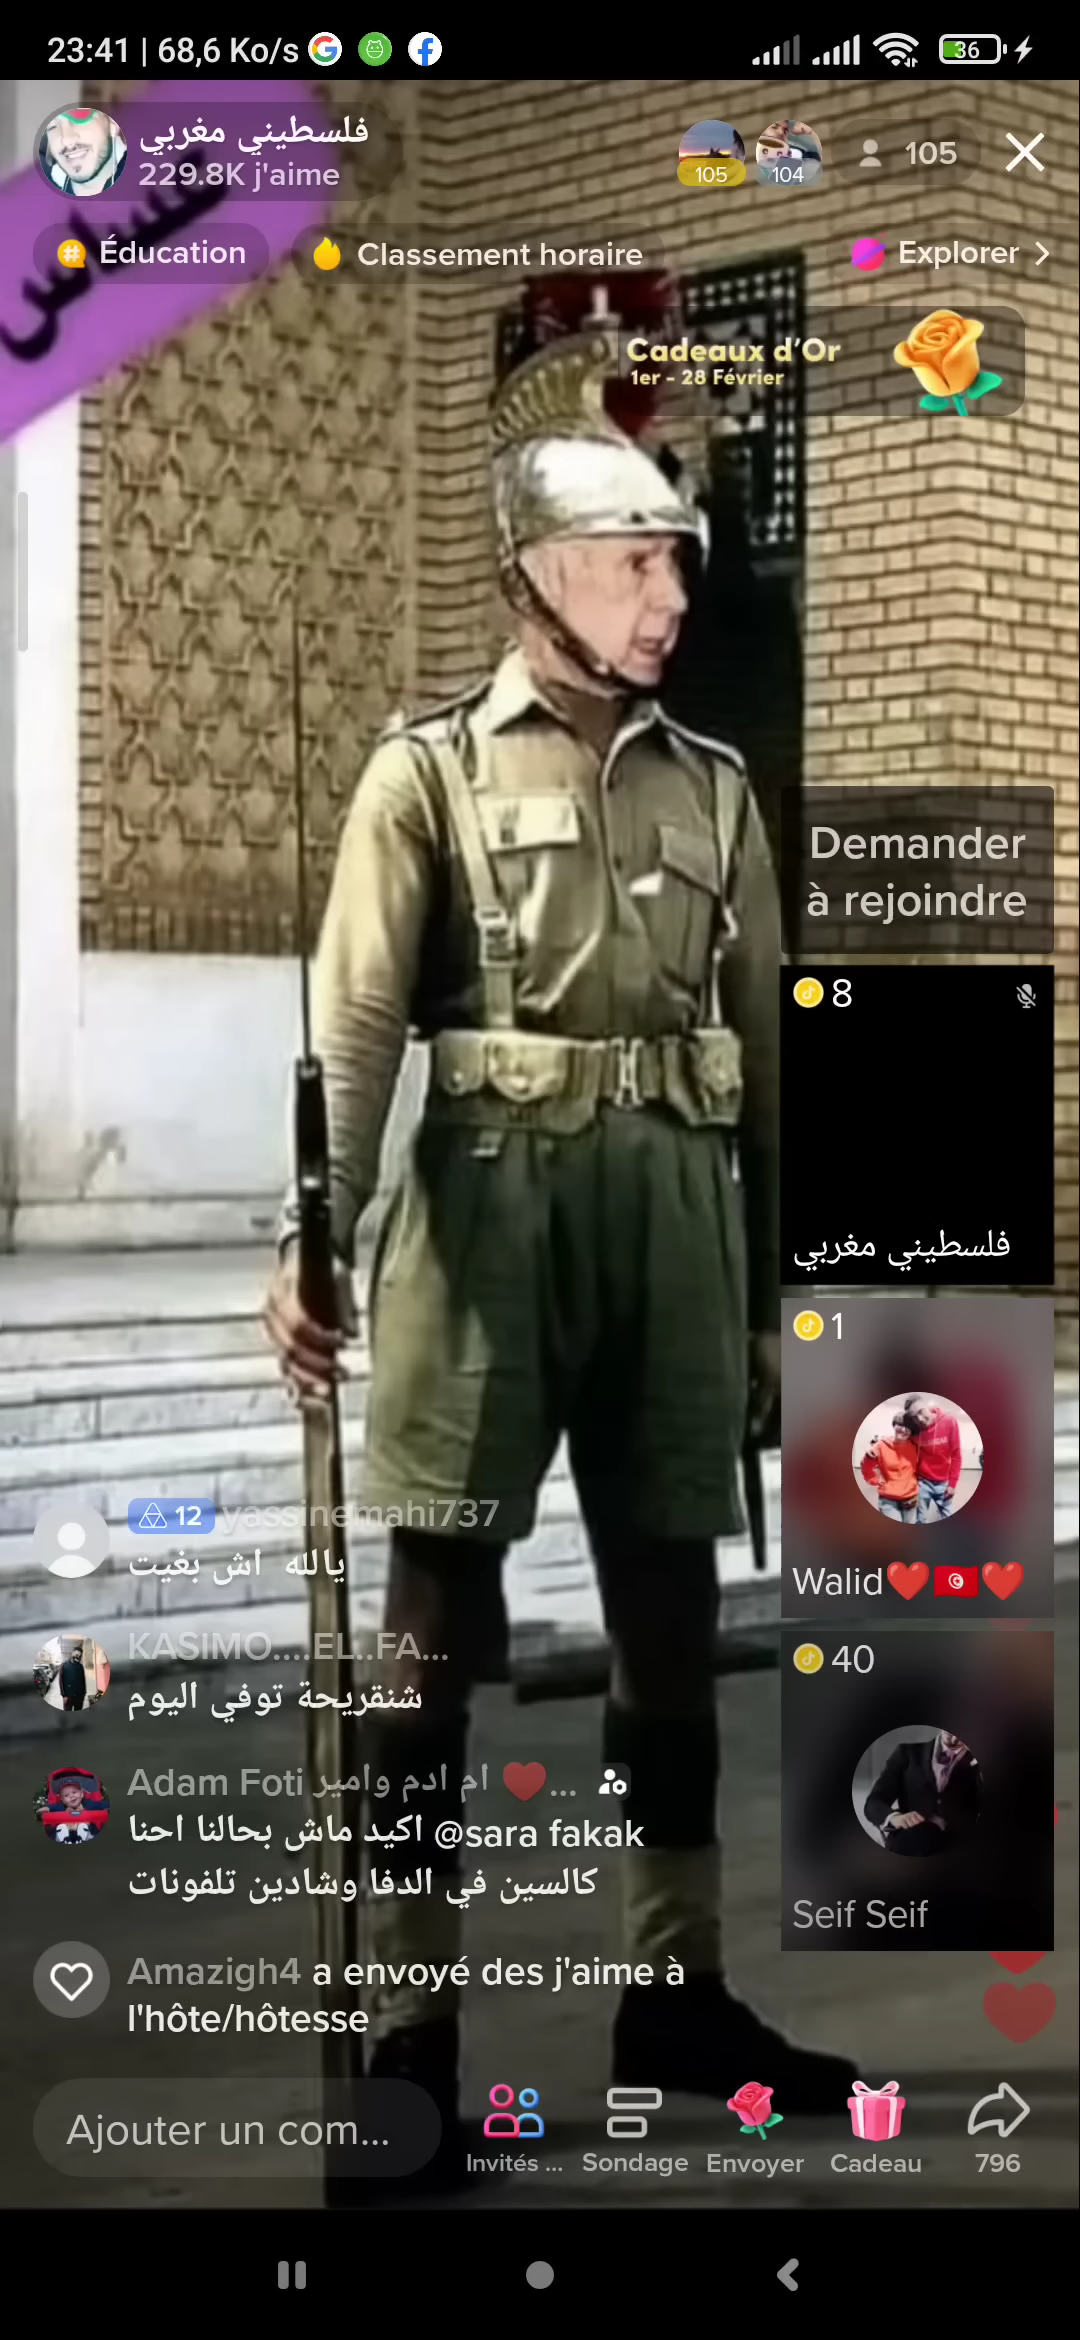 23:41 | 68,6 Ko/s
36
فلسطيني مغربي
229.8K j'aime
105
104
105
Éducation
Classement horaire
Explorer
Cadeaux d'Or
1er - 28 Février
Demander
à rejoindre
8
فلسطيني مغربي
1
Walid❤️🇹🇳❤️
40
Seif Seif
12 yassinemahi737
يالله اش بغيت
KASIMO....EL..FA...
شنقريحة توفي اليوم
Adam Foti ام ادم وامير ❤️...
@sara fakak اكيد ماش بحالنا احنا
كالسين في الدفا وشادين تلفونات
Amazigh4 a envoyé des j'aime à
l'hôte/hôtesse
Ajouter un com...
Invités ...
Sondage
Envoyer
Cadeau
796